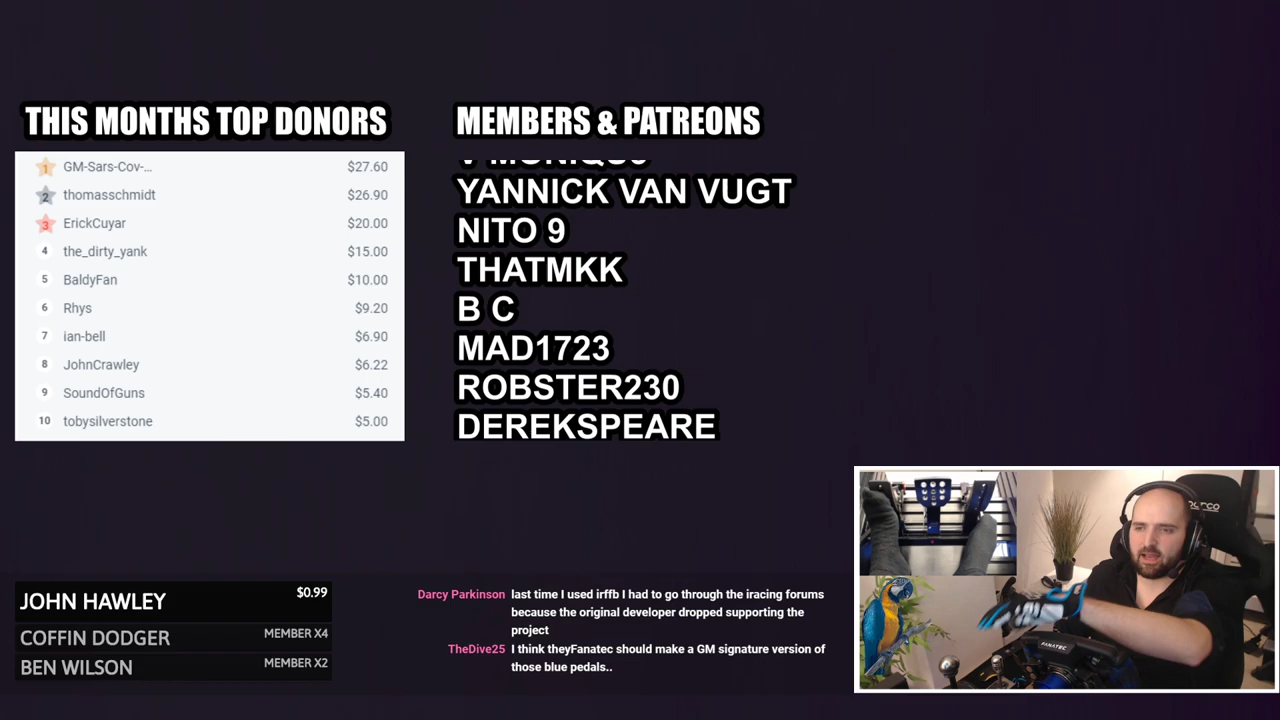 THIS MONTHS TOP DONORS
1 GM-Sars-Cov-... $27.60
2 thomasschmidt $26.90
3 ErickCuyar $20.00
4 the_dirty_yank $15.00
5 BaldyFan $10.00
6 Rhys $9.20
7 ian-bell $6.90
8 JohnCrawley $6.22
9 SoundOfGuns $5.40
10 tobysilverstone $5.00
MEMBERS & PATREONS
YANNICK VAN VUGT
NITO 9
THATMKK
B C
MAD1723
ROBSTER230
DEREKSPEARE
JOHN HAWLEY $0.99
COFFIN DODGER MEMBER X4
BEN WILSON MEMBER X2
Darcy Parkinson last time I used irffb I had to go through the iracing forums
because the original developer dropped supporting the
project
TheDive25 I think theyFanatec should make a GM signature version of
those blue pedals..
FANATEC